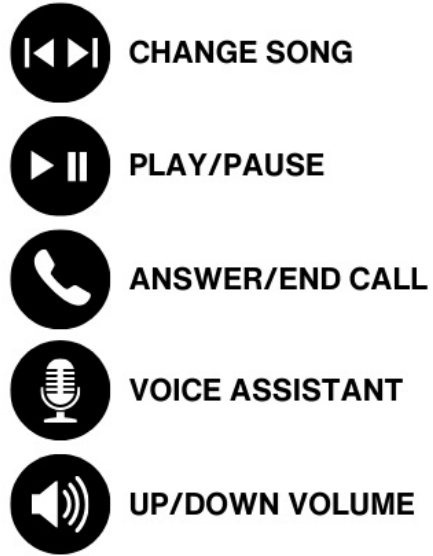 CHANGE SONG
PLAY/PAUSE
ANSWER/END CALL
VOICE ASSISTANT
UP/DOWN VOLUME